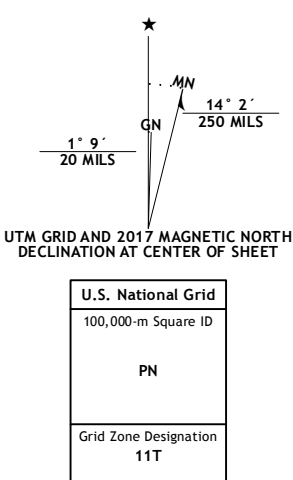 ★
MN
GN
1° 9´
20 MILS
14° 2´
250 MILS
UTM GRID AND 2017 MAGNETIC NORTH
DECLINATION AT CENTER OF SHEET
U.S. National Grid
100,000-m Square ID
PN
Grid Zone Designation
11T